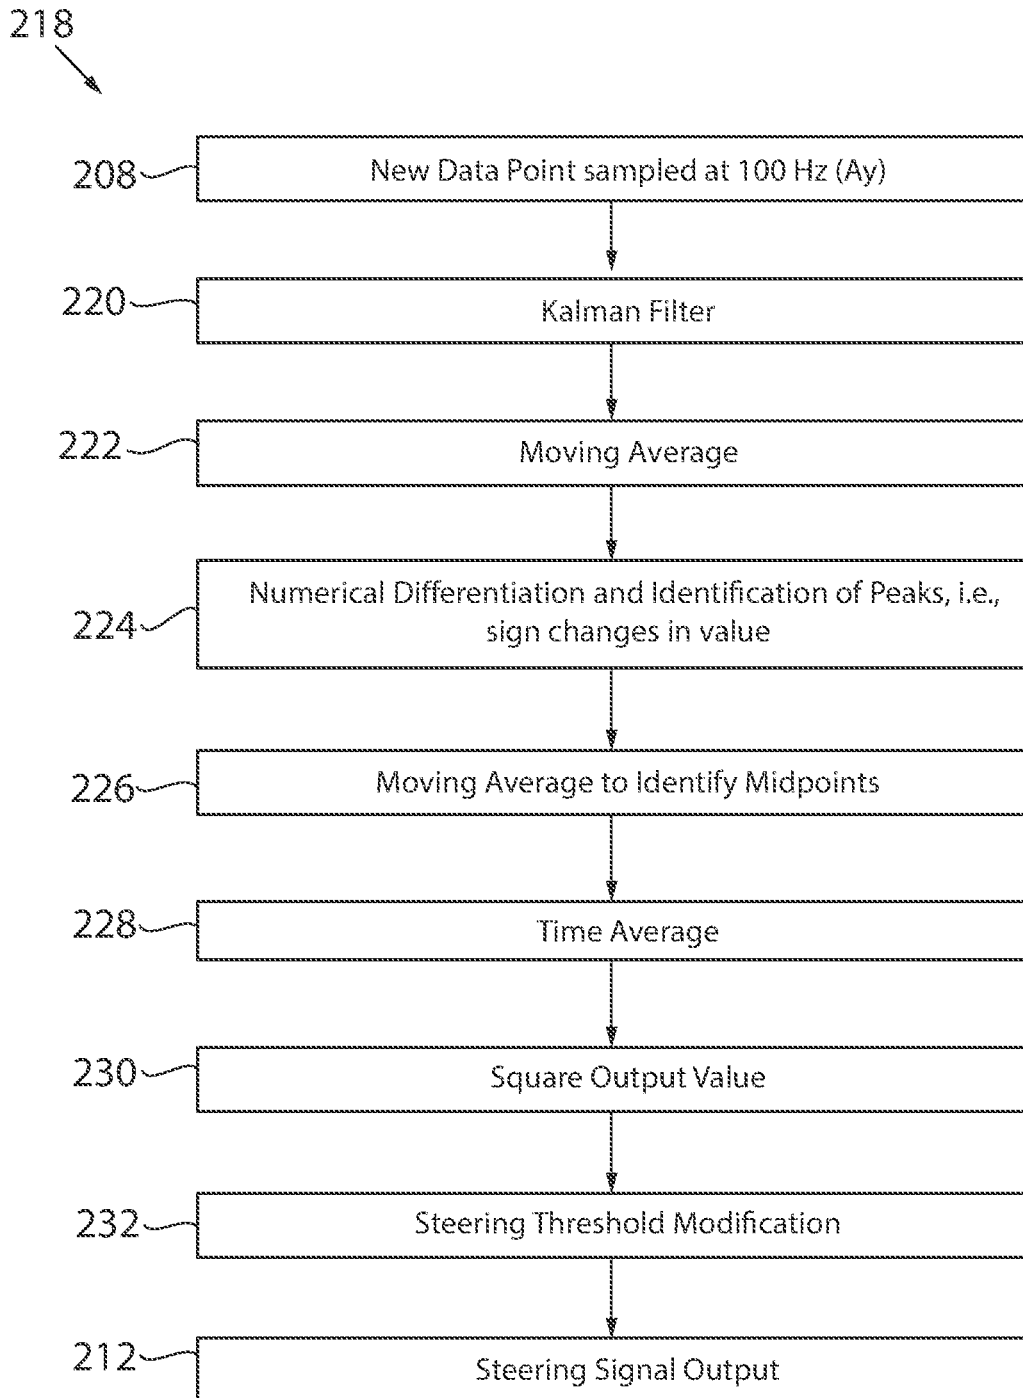 218
208
New Data Point sampled at 100 Hz (Ay)
220
Kalman Filter
222
Moving Average
224
Numerical Differentiation and Identification of Peaks, i.e.,
sign changes in value
226
Moving Average to Identify Midpoints
228
Time Average
230
Square Output Value
232
Steering Threshold Modification
212
Steering Signal Output